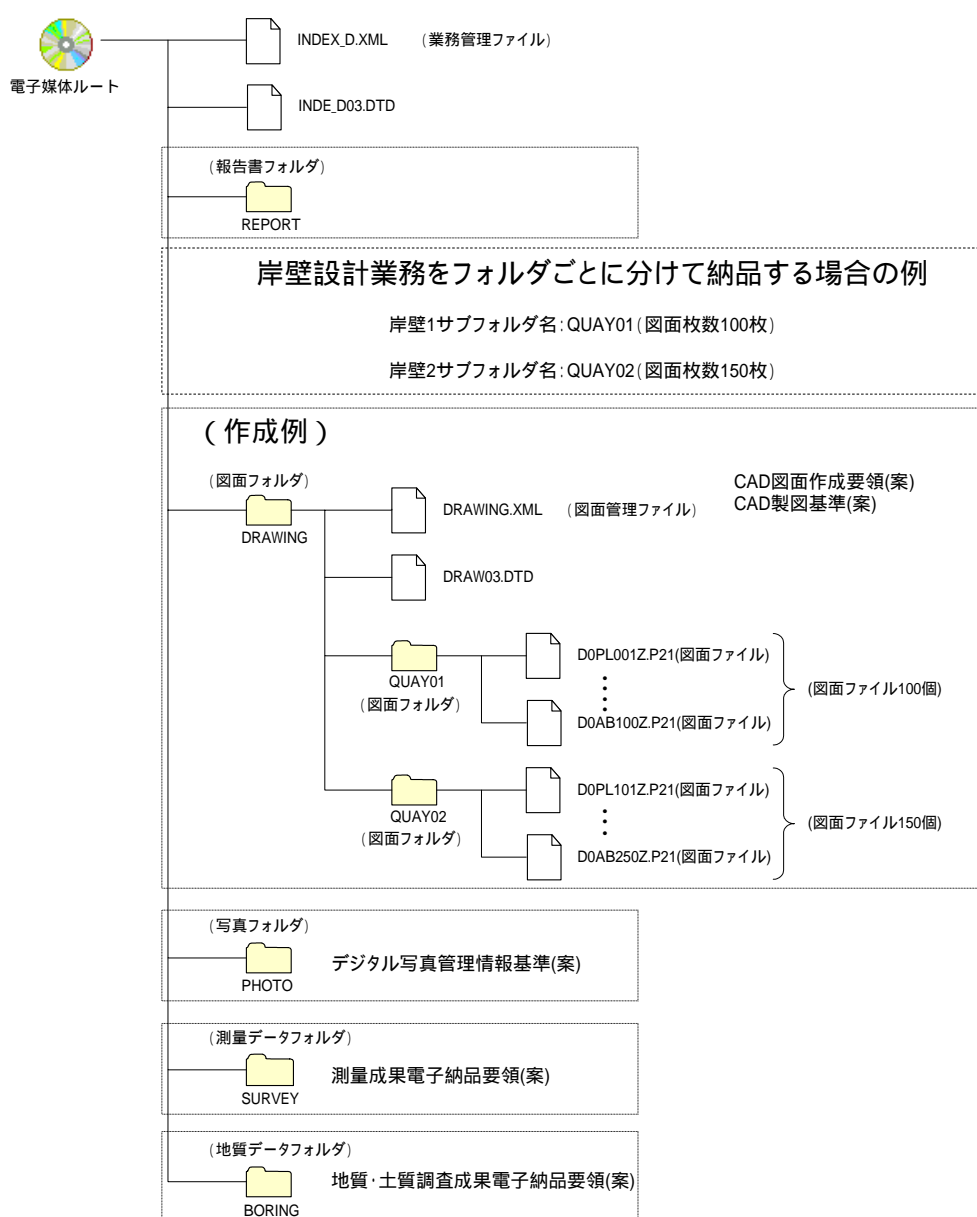 INDEX_D.XML (業務管理ファイル)
電子媒体ルート
INDE_D03.DTD
(報告書フォルダ)
REPORT
岸壁設計業務をフォルダごとに分けて納品する場合の例
岸壁1サブフォルダ名:QUAY01(図面枚数100枚)
岸壁2サブフォルダ名:QUAY02(図面枚数150枚)
(作成例)
(図面フォルダ)
DRAWING
DRAWING.XML (図面管理ファイル)
CAD図面作成要領(案)
CAD製図基準(案)
DRAW03.DTD
QUAY01
(図面フォルダ)
D0PL001Z.P21(図面ファイル)
D0AB100Z.P21(図面ファイル)
(図面ファイル100個)
QUAY02
(図面フォルダ)
D0PL101Z.P21(図面ファイル)
D0AB250Z.P21(図面ファイル)
(図面ファイル150個)
(写真フォルダ)
PHOTO
デジタル写真管理情報基準(案)
(測量データフォルダ)
SURVEY
測量成果電子納品要領(案)
(地質データフォルダ)
BORING
地質・土質調査成果電子納品要領(案)